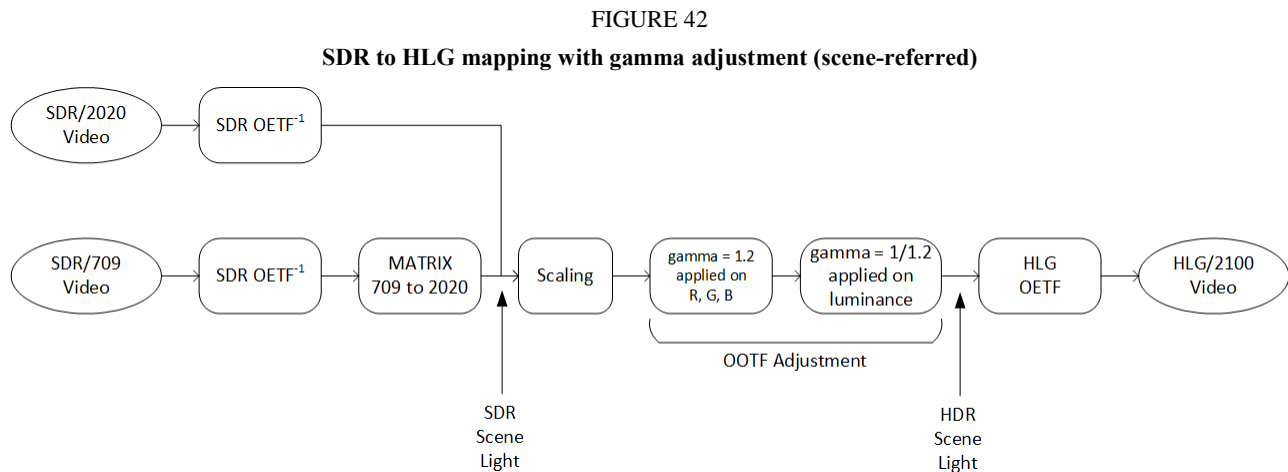 FIGURE 42
SDR to HLG mapping with gamma adjustment (scene-referred)
SDR/2020
Video
SDR OETF-1
SDR/709
Video
SDR OETF-1
MATRIX
709 to 2020
Scaling
gamma = 1.2
applied on
R, G, B
gamma = 1/1.2
applied on
luminance
HLG
OETF
HLG/2100
Video
OOTF Adjustment
SDR
Scene
Light
HDR
Scene
Light